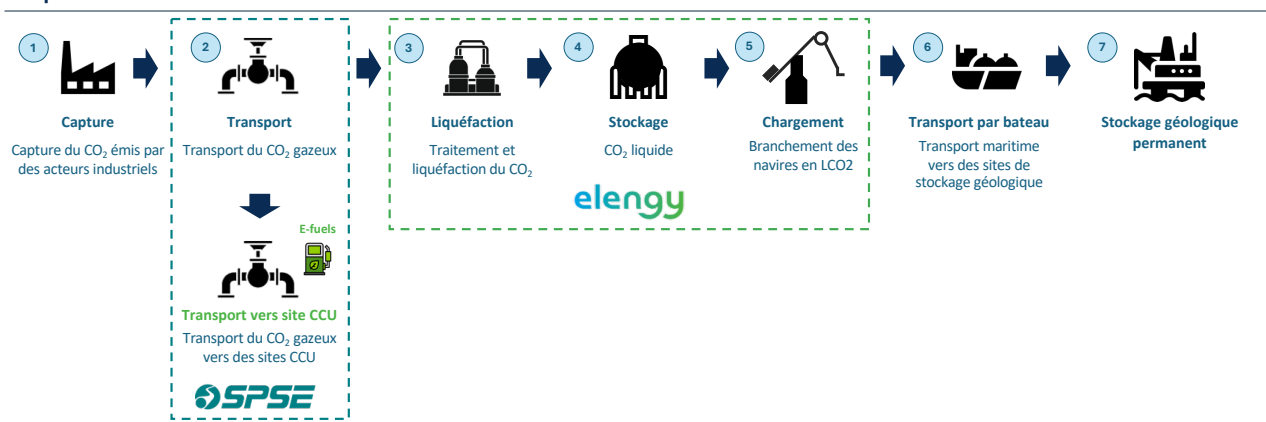 1
Capture
Capture du CO₂ émis par
des acteurs industriels
2
Transport
Transport du CO₂ gazeux
E-fuels
Transport vers site CCU
Transport du CO₂ gazeux
vers des sites CCU
SPSE
3
Liquéfaction
Traitement et
liquéfaction du CO₂
4
Stockage
CO₂ liquide
5
Chargement
Branchement des
navires en LCO2
elengy
6
Transport par bateau
Transport maritime
vers des sites de
stockage géologique
7
Stockage géologique
permanent